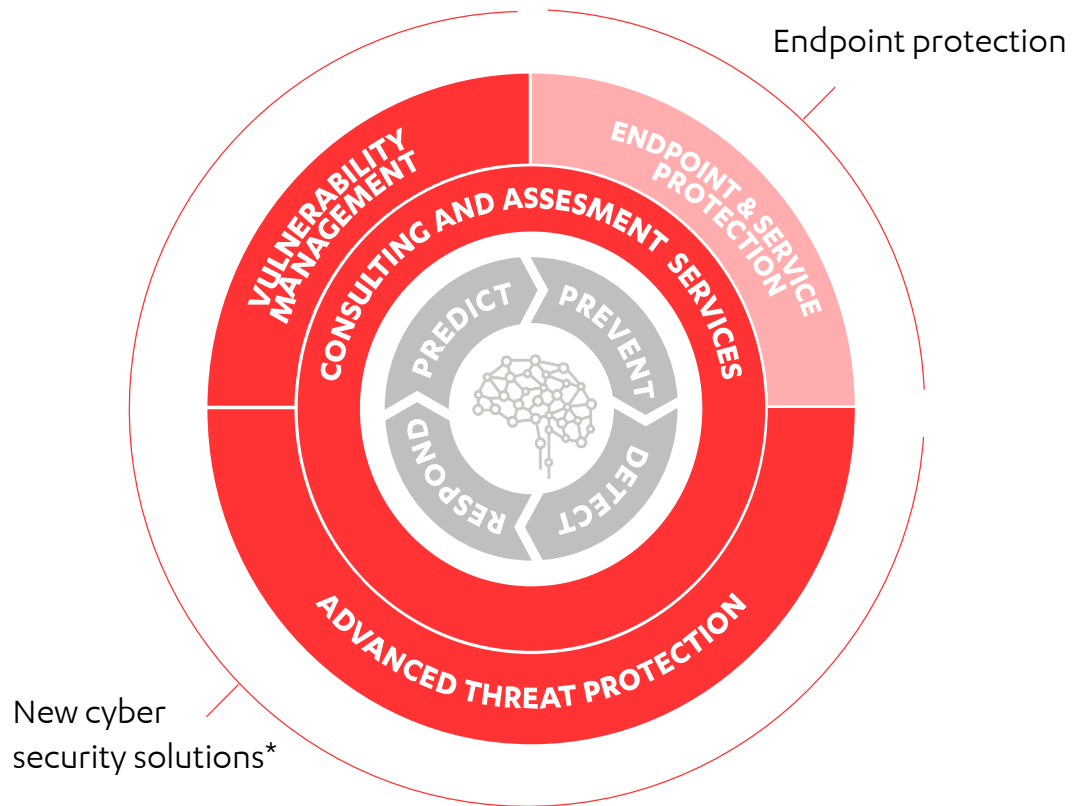 Endpoint protection
VULNERABILITY
MANAGEMENT
ENDPOINT & SERVICE
PROTECTION
CONSULTING AND ASSESMENT SERVICES
PREDICT
PREVENT
RESPOND
DETECT
ADVANCED THREAT PROTECTION
New cyber
security solutions*